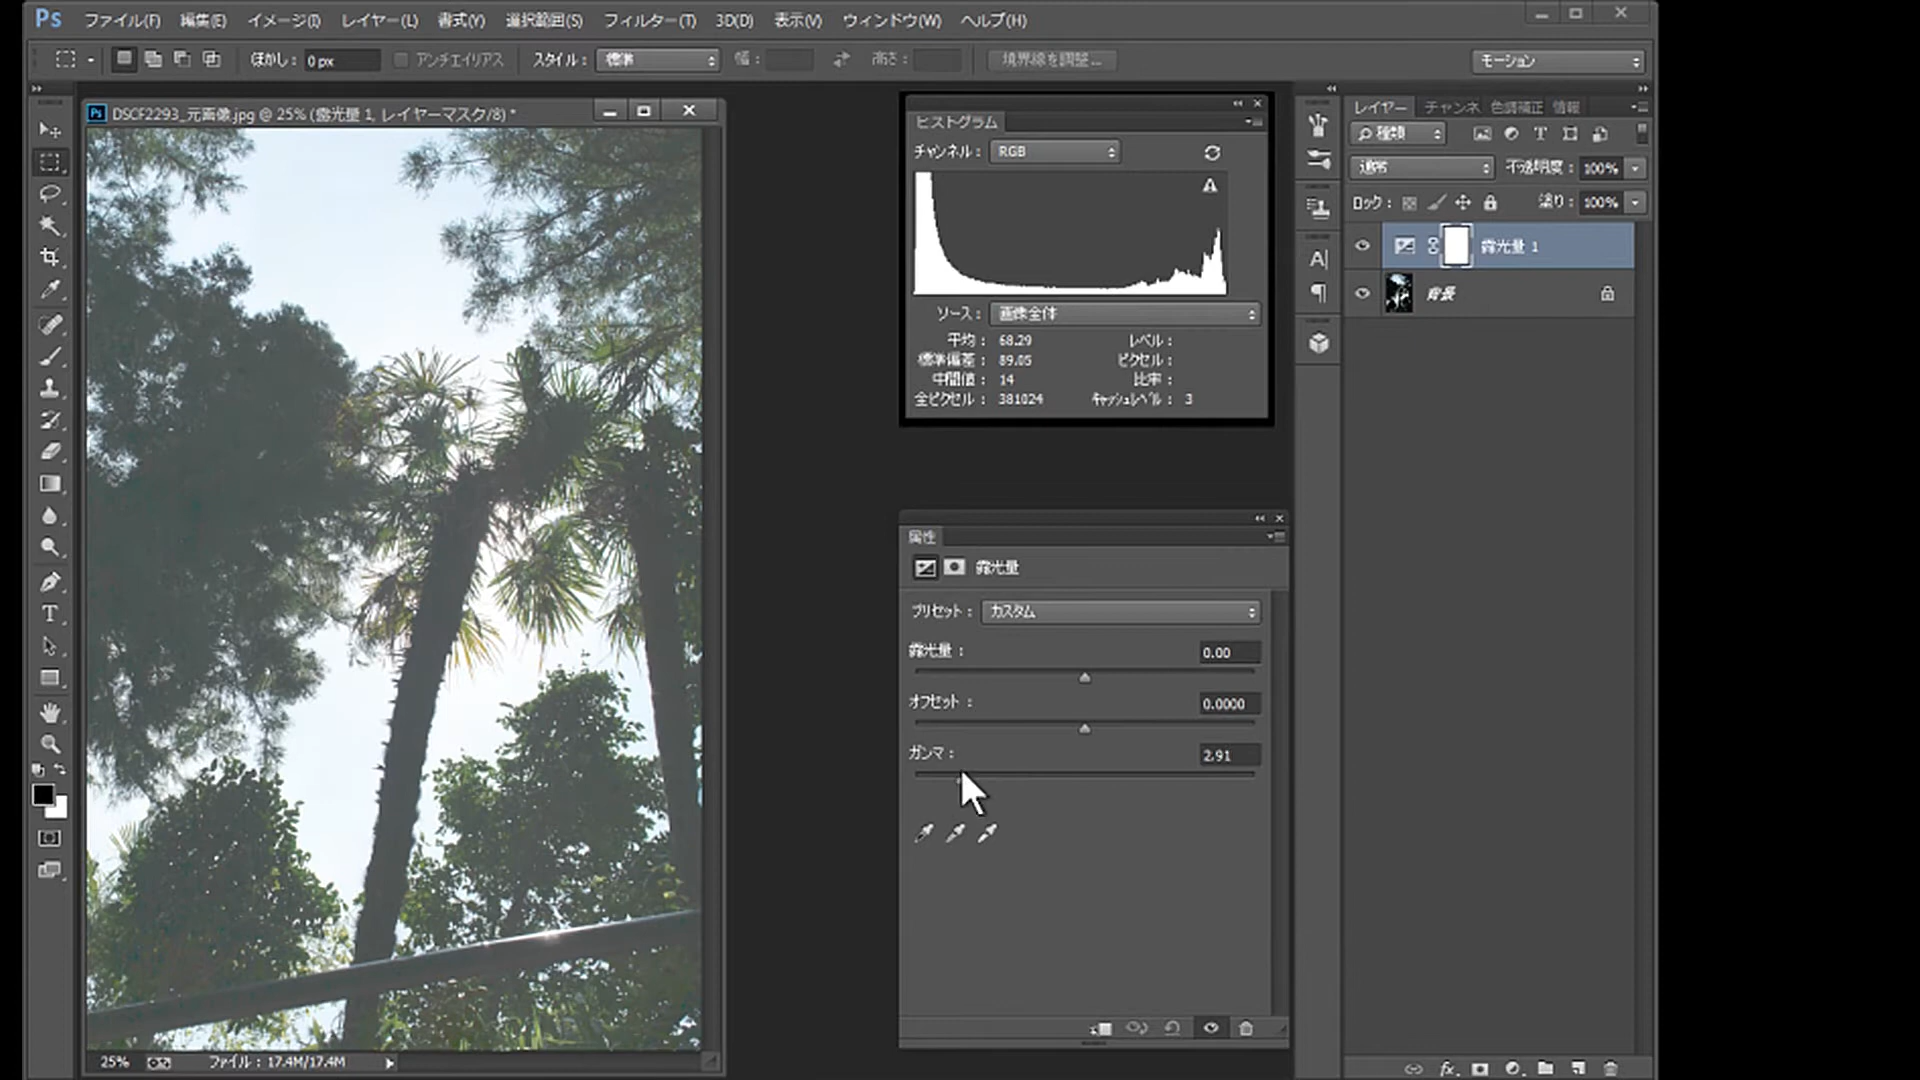 Ps ファイル(F) 編集(E) イメージ(I) レイヤー(L) 書式(Y) 選択範囲(S) フィルター(T) 3D(D) 表示(V) ウィンドウ(W) ヘルプ(H)
ぼかし : 0 px アンチエイリアス スタイル : 標準 幅 : 高さ : 境界線を調整... モーション
DSCF2293_元画像.jpg @ 25% (露光量 1, レイヤーマスク/8) *
ヒストグラム
チャンネル : RGB
ソース : 画像全体
平均 : 68.29 レベル :
標準偏差 : 89.05 ピクセル :
中間値 : 14 比率 :
全ピクセル : 381024 キャッシュレベル : 3
属性
露光量
プリセット : カスタム
露光量 : 0.00
オフセット : 0.0000
ガンマ : 2.91
レイヤー チャンネ 色調補正 情報
種類
通常 不透明度 : 100%
ロック : 塗り : 100%
露光量 1
背景
25% ファイル : 17.4M/17.4M